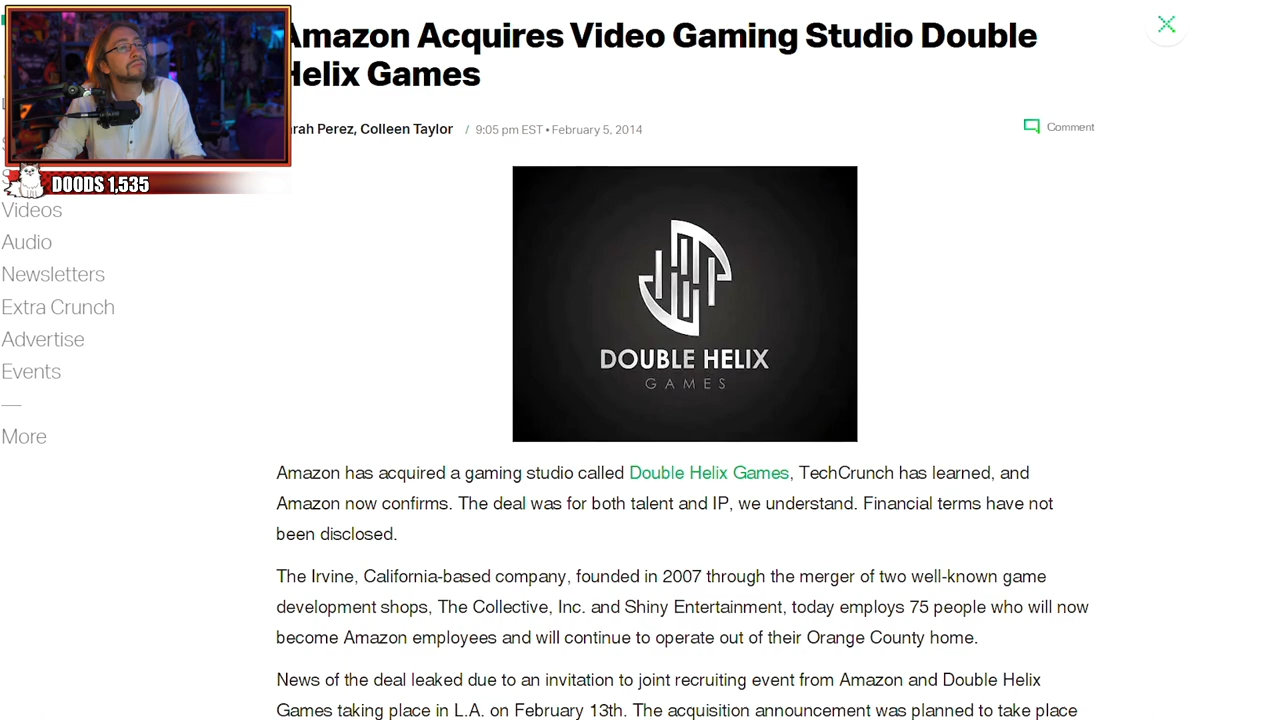 Amazon Acquires Video Gaming Studio Double
Helix Games
arah Perez, Colleen Taylor / 9:05 pm EST • February 5, 2014
Comment
DOODS 1,535
Videos
Audio
Newsletters
Extra Crunch
Advertise
Events
—
More
DOUBLE HELIX
GAMES
Amazon has acquired a gaming studio called Double Helix Games, TechCrunch has learned, and
Amazon now confirms. The deal was for both talent and IP, we understand. Financial terms have not
been disclosed.
The Irvine, California-based company, founded in 2007 through the merger of two well-known game
development shops, The Collective, Inc. and Shiny Entertainment, today employs 75 people who will now
become Amazon employees and will continue to operate out of their Orange County home.
News of the deal leaked due to an invitation to joint recruiting event from Amazon and Double Helix
Games taking place in L.A. on February 13th. The acquisition announcement was planned to take place